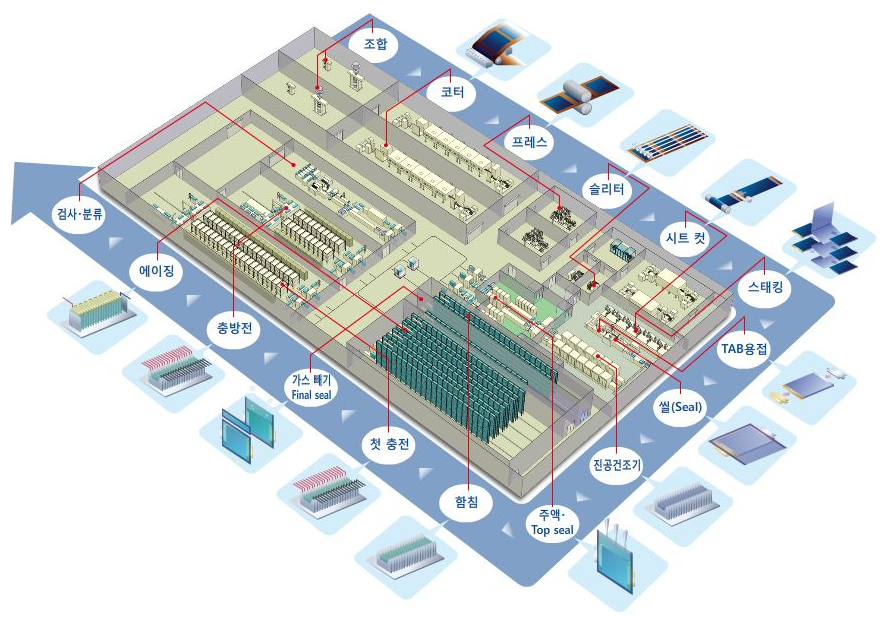 조합
코터
프레스
슬리터
시트 컷
스태킹
TAB용접
씰(Seal)
진공건조기
주액·
Top seal
함침
첫 충전
가스 빼기
Final seal
충방전
에이징
검사·분류